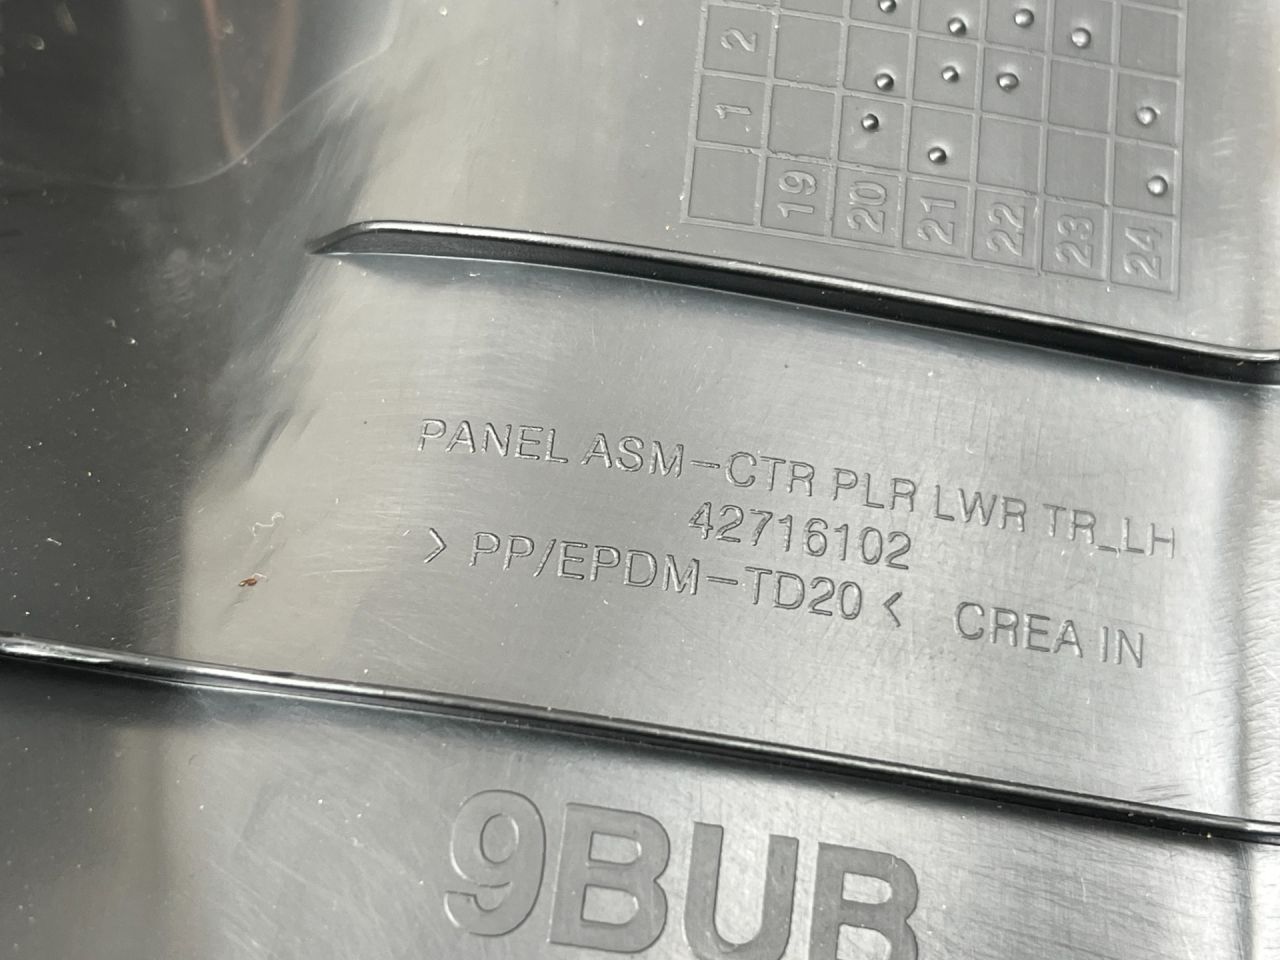 2
1
19 20 21 22 23 24
PANEL ASM-CTR PLR LWR TR_LH
42716102
> PP/EPDM-TD20 < CREA IN
9BUB